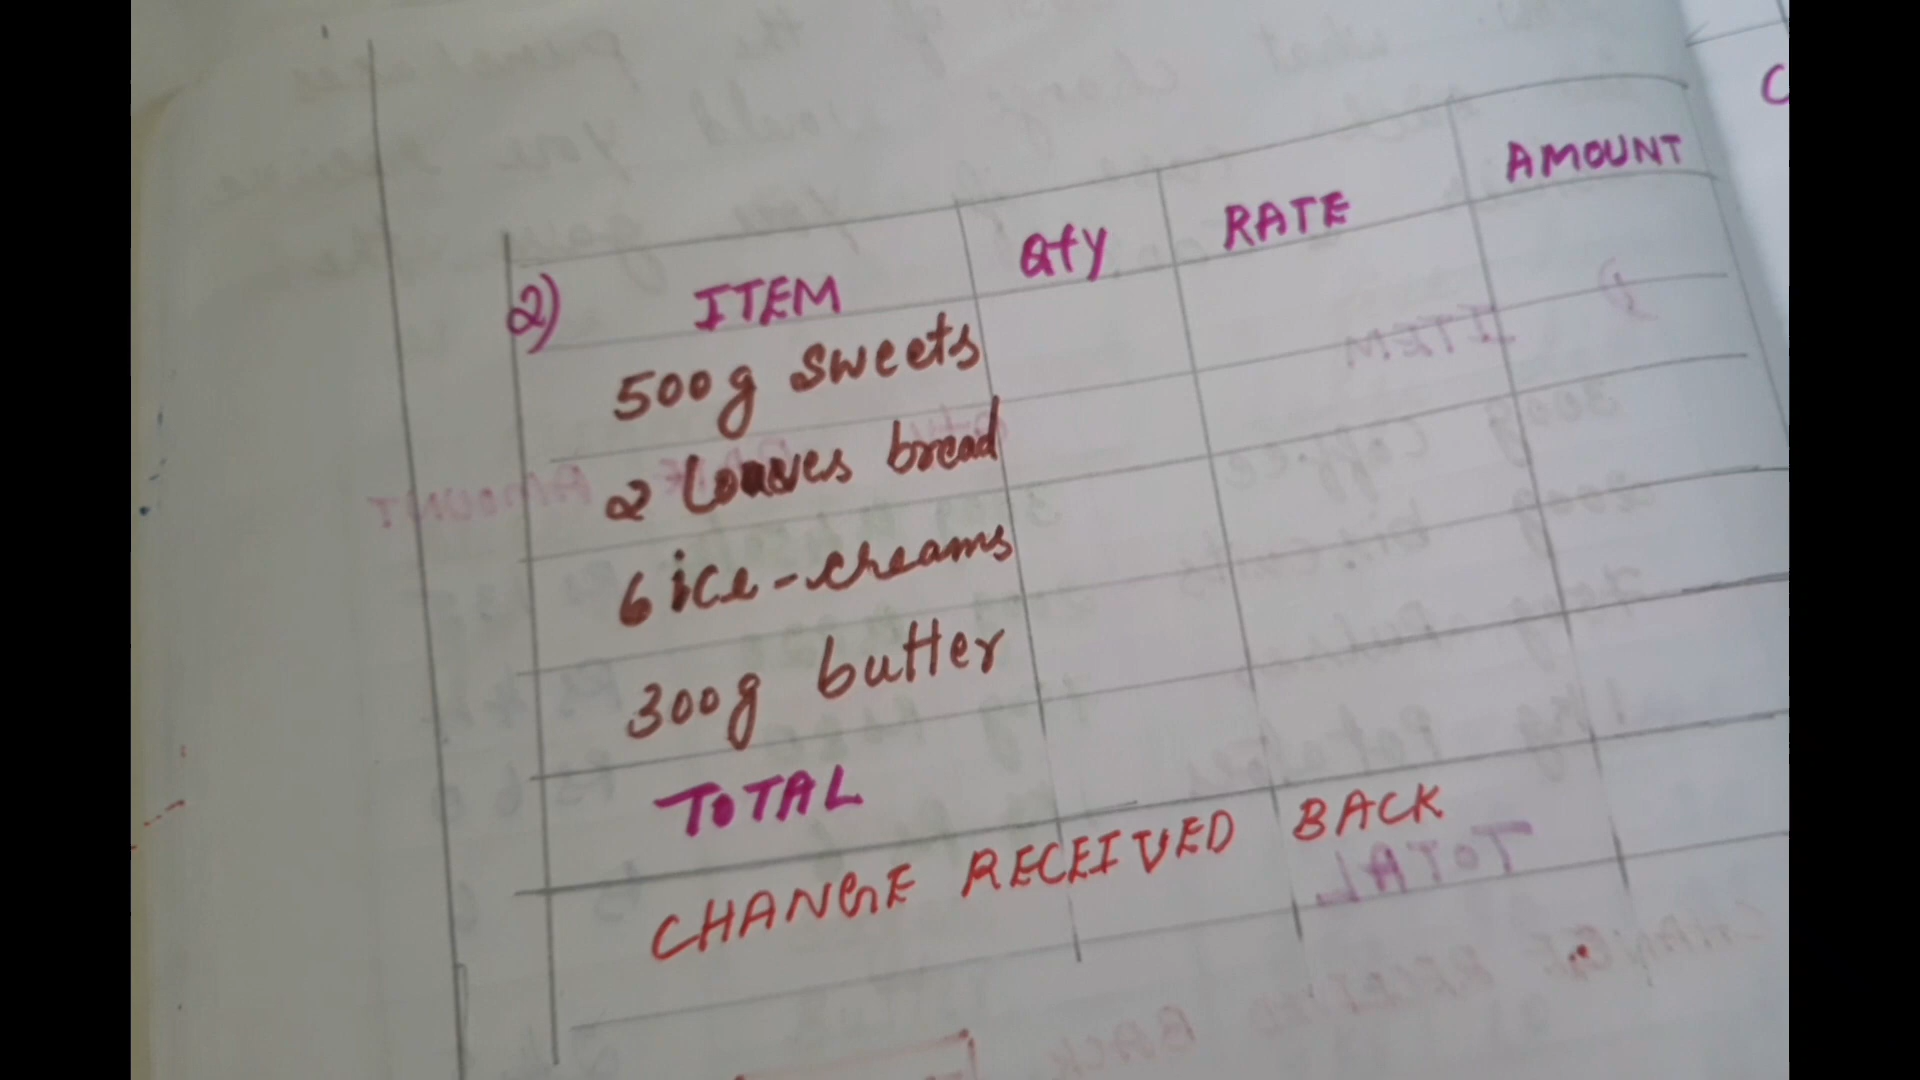 2) ITEM Qty RATE AMOUNT
500g sweets
2 loaves bread
6 ice-creams
300g butter
TOTAL
CHANGE RECEIVED BACK